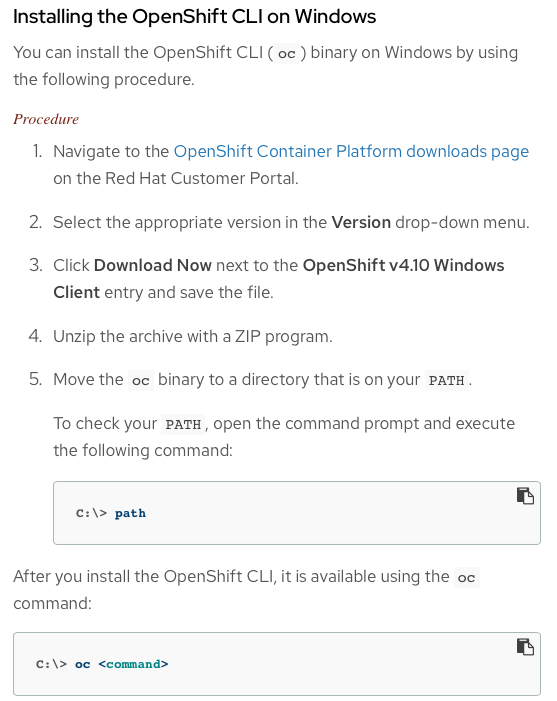 Installing the OpenShift CLI on Windows
You can install the OpenShift CLI ( oc ) binary on Windows by using
the following procedure.
Procedure
1. Navigate to the OpenShift Container Platform downloads page
on the Red Hat Customer Portal.
2. Select the appropriate version in the Version drop-down menu.
3. Click Download Now next to the OpenShift v4.10 Windows
Client entry and save the file.
4. Unzip the archive with a ZIP program.
5. Move the oc binary to a directory that is on your PATH .
To check your PATH , open the command prompt and execute
the following command:
C:\> path
After you install the OpenShift CLI, it is available using the oc
command:
C:\> oc <command>